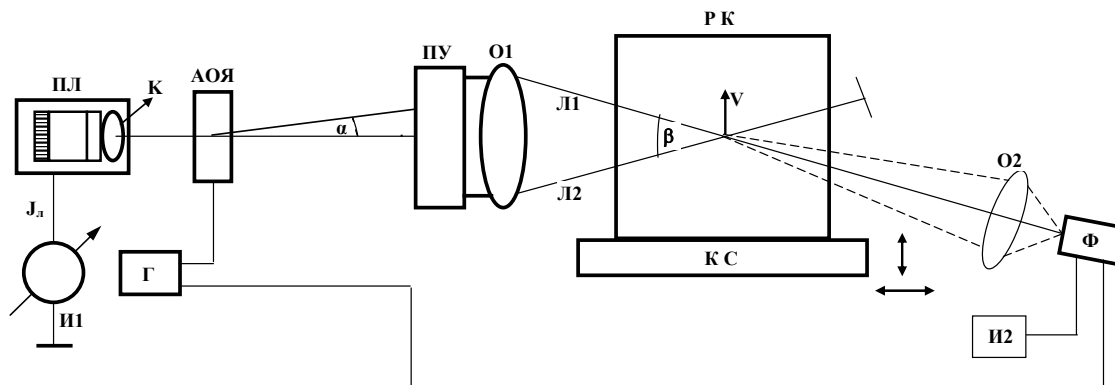 ПЛ
К
АОЯ
α
ПУ
О1
Л1
Л2
β
Р К
V
К С
О2
Ф
Jл
И1
Г
И2